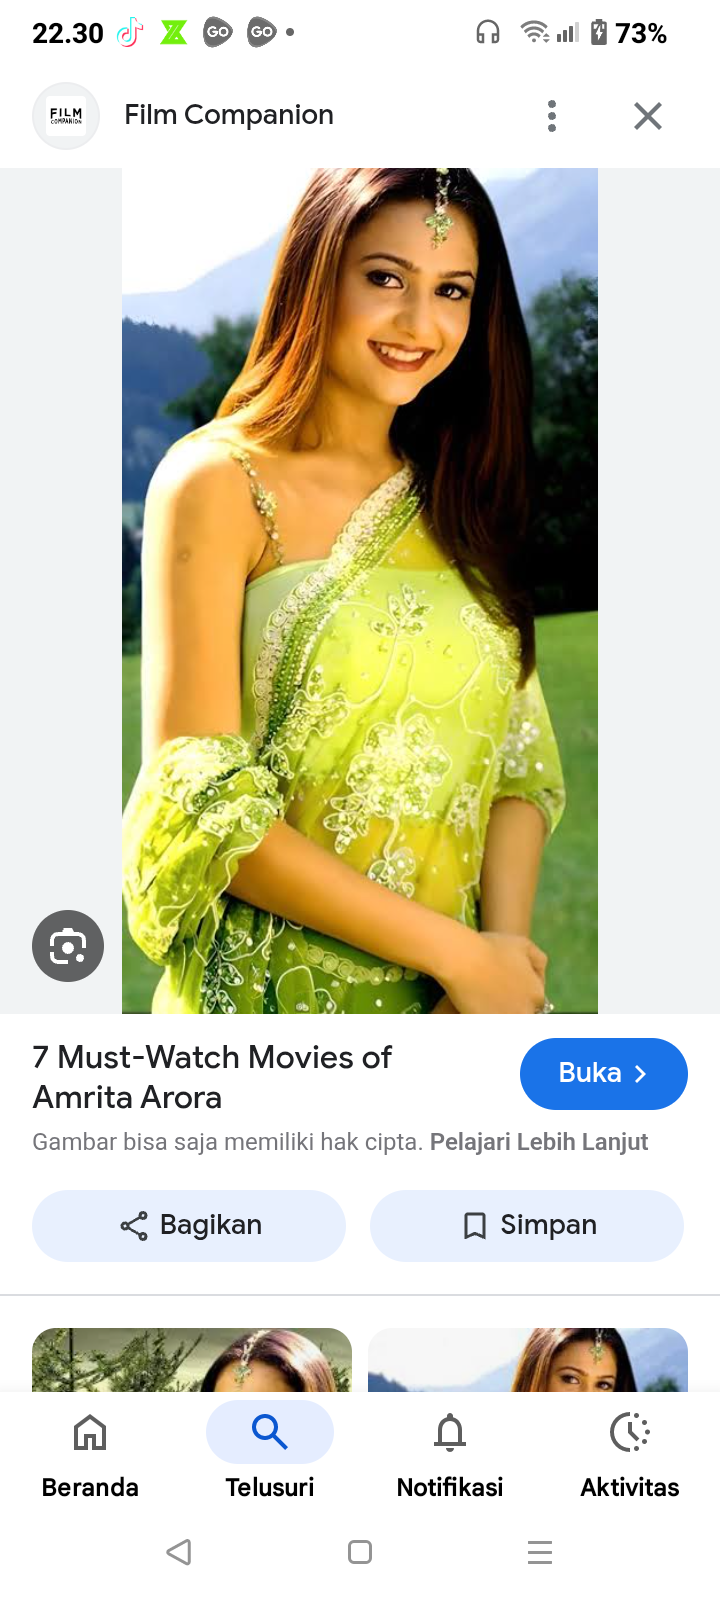 22.30 GO GO 73%
FILM
COMPANION
Film Companion
7 Must-Watch Movies of
Amrita Arora
Buka
Gambar bisa saja memiliki hak cipta. Pelajari Lebih Lanjut
Bagikan Simpan
Beranda Telusuri Notifikasi Aktivitas